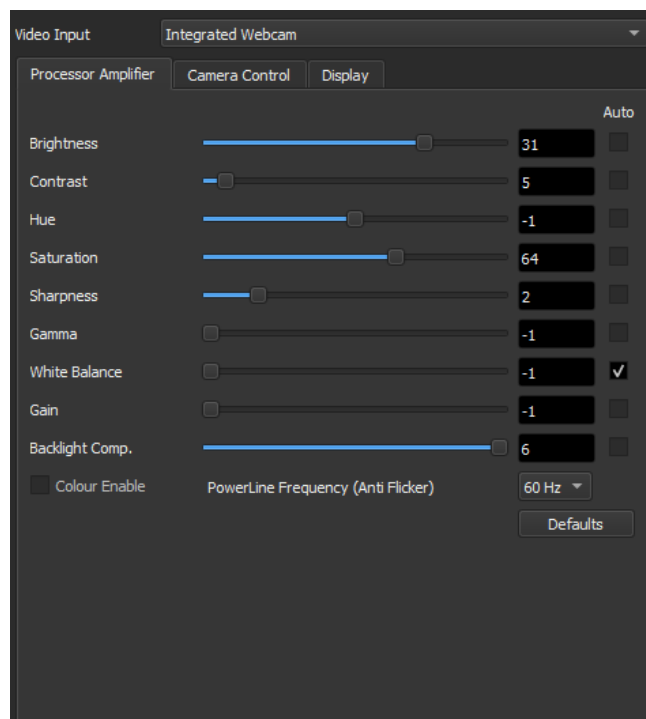 Video Input Integrated Webcam
Processor Amplifier Camera Control Display
Auto
Brightness 31
Contrast 5
Hue -1
Saturation 64
Sharpness 2
Gamma -1
White Balance -1
Gain -1
Backlight Comp. 6
Colour Enable PowerLine Frequency (Anti Flicker) 60 Hz
Defaults